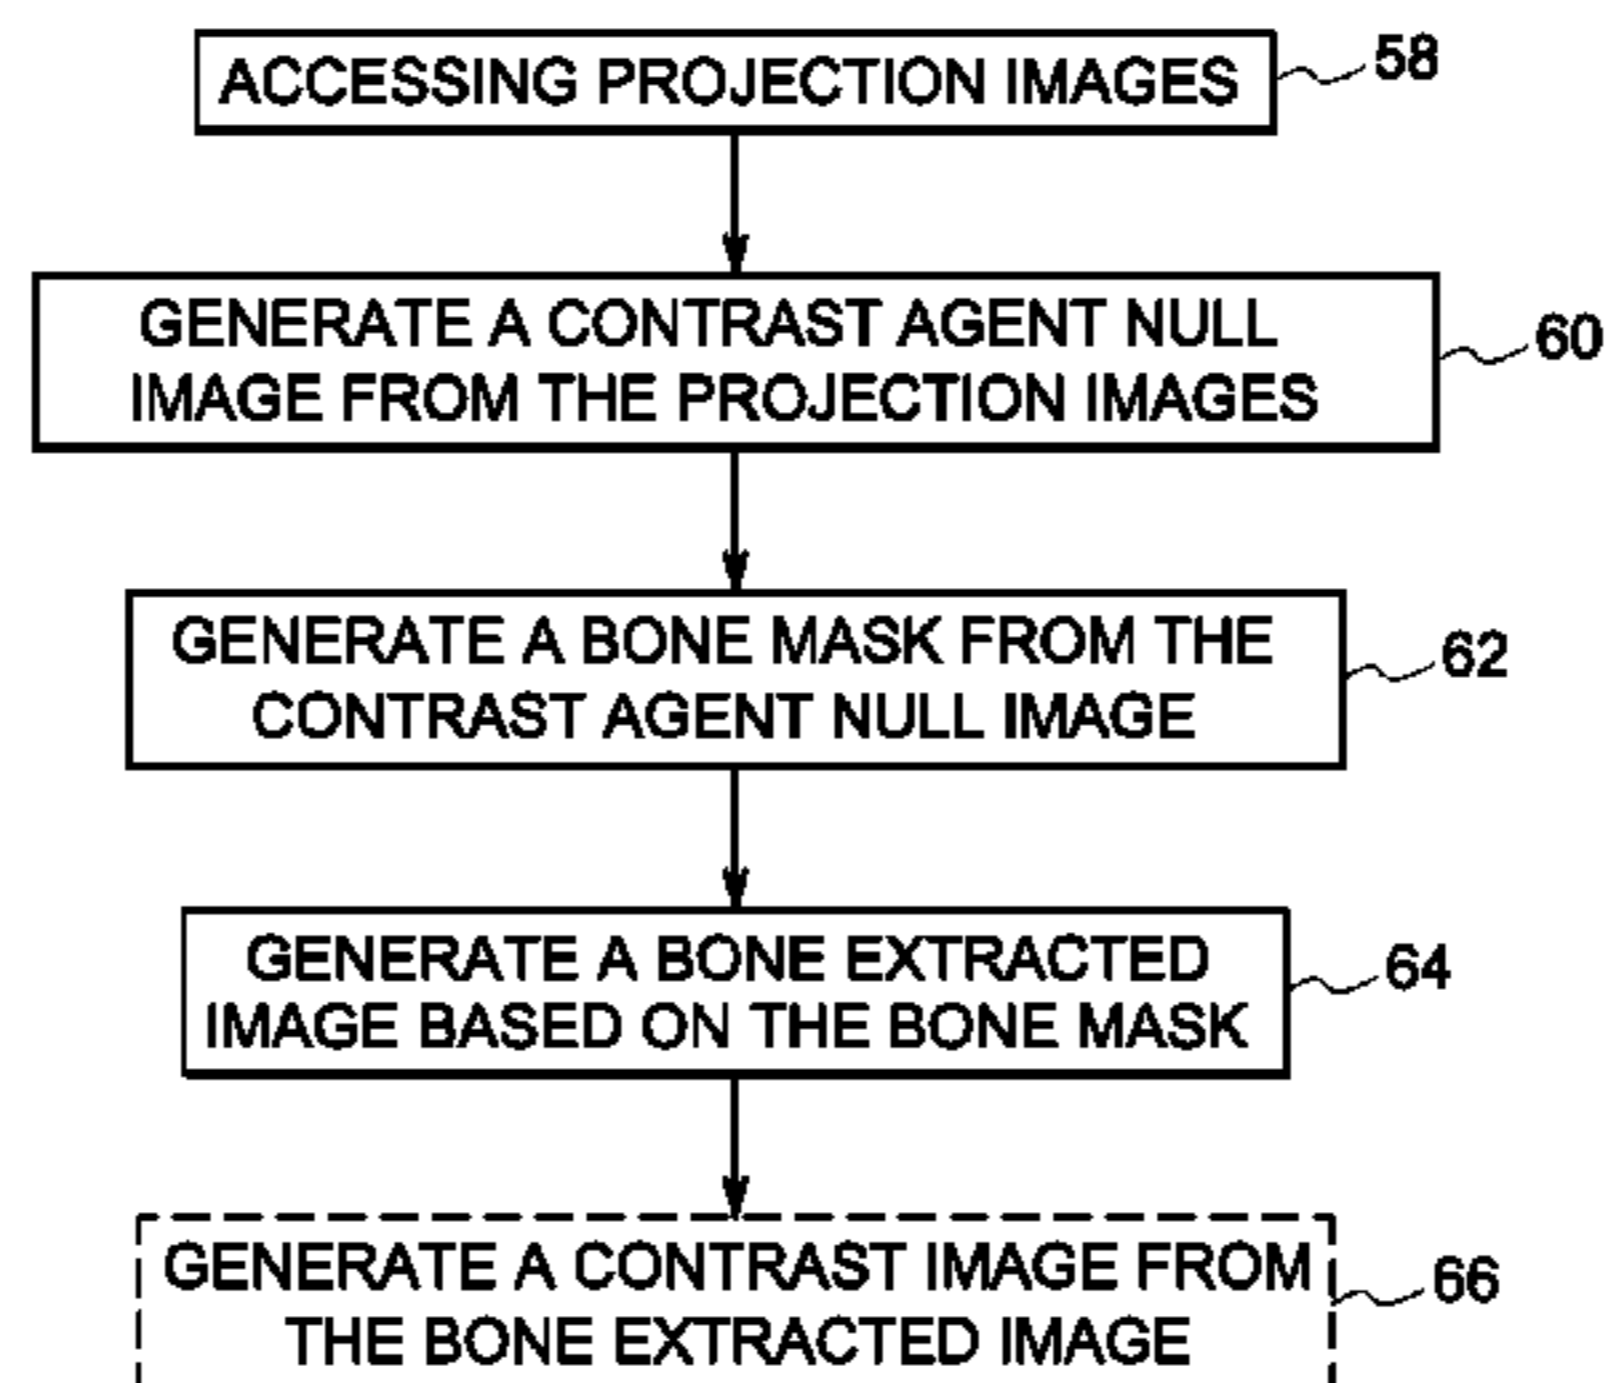 ACCESSING PROJECTION IMAGES
58
GENERATE A CONTRAST AGENT NULL
IMAGE FROM THE PROJECTION IMAGES
60
GENERATE A BONE MASK FROM THE
CONTRAST AGENT NULL IMAGE
62
GENERATE A BONE EXTRACTED
IMAGE BASED ON THE BONE MASK
64
GENERATE A CONTRAST IMAGE FROM
THE BONE EXTRACTED IMAGE
66